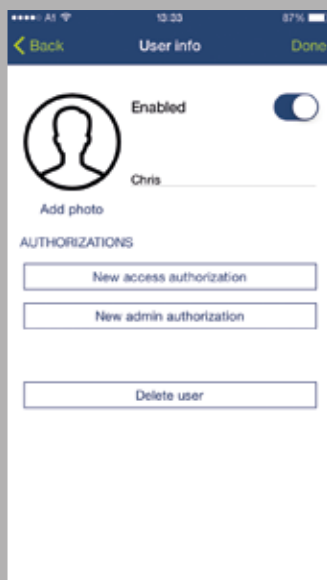 A1 13:33 87%
Back User info Done
Enabled
Chris
Add photo
AUTHORIZATIONS
New access authorization
New admin authorization
Delete user